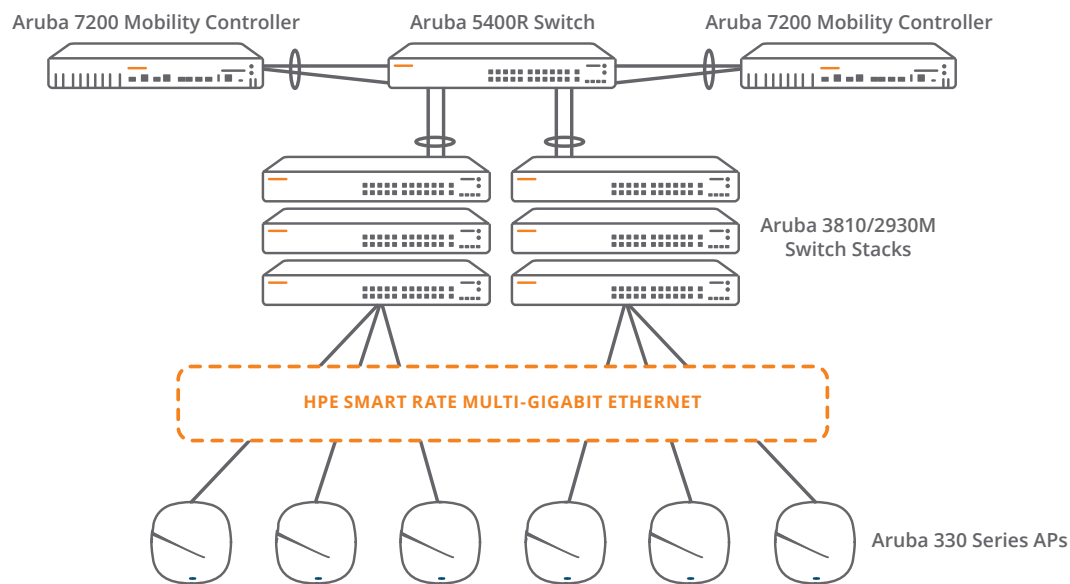 Aruba 7200 Mobility Controller
Aruba 5400R Switch
Aruba 7200 Mobility Controller
Aruba 3810/2930M
Switch Stacks
HPE SMART RATE MULTI-GIGABIT ETHERNET
Aruba 330 Series APs